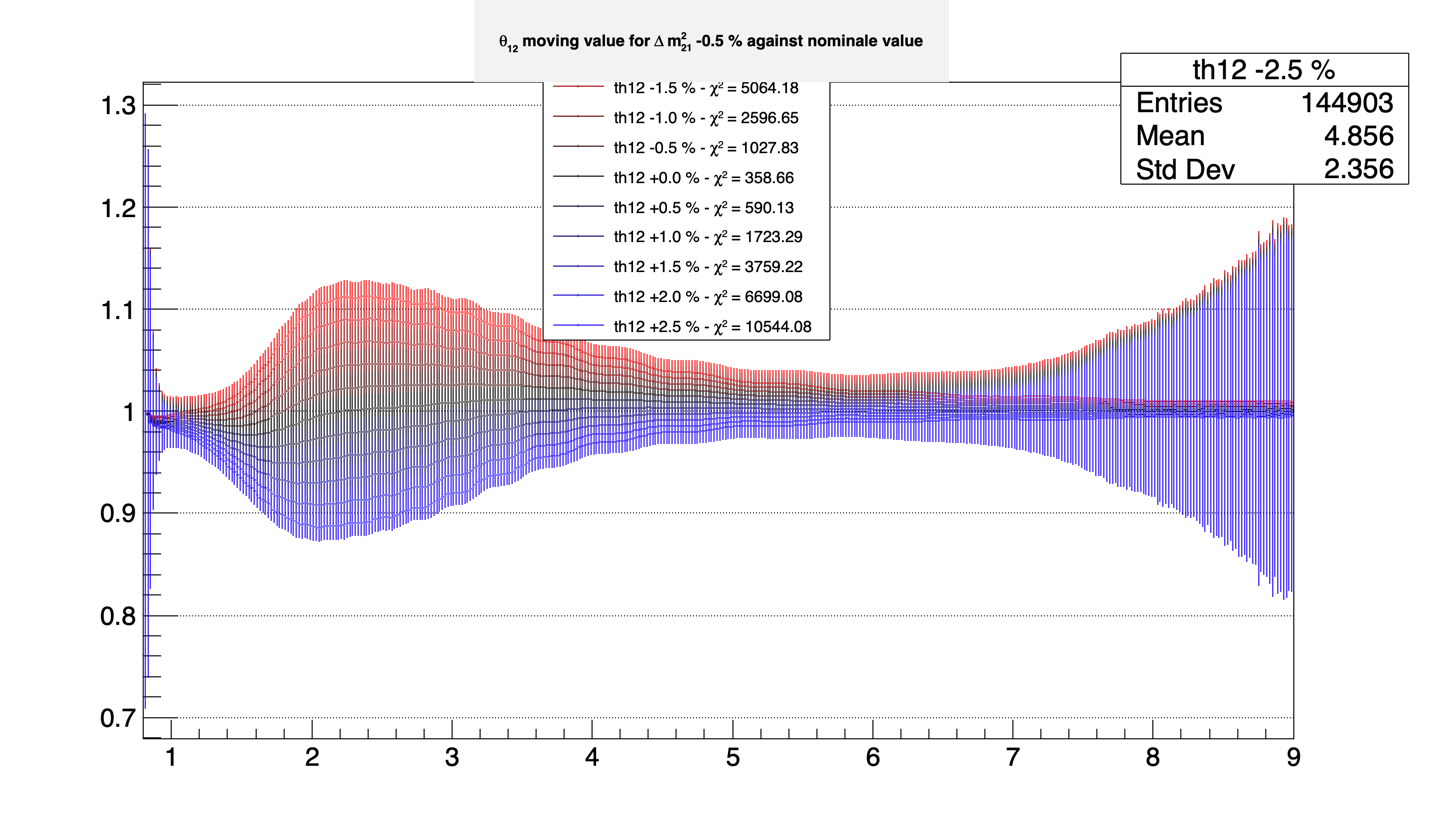 θ12 moving value for Δ m²21 -0.5 % against nominale value
th12 -2.5 %
Entries 144903
Mean 4.856
Std Dev 2.356
th12 -1.5 % - χ² = 5064.18
th12 -1.0 % - χ² = 2596.65
th12 -0.5 % - χ² = 1027.83
th12 +0.0 % - χ² = 358.66
th12 +0.5 % - χ² = 590.13
th12 +1.0 % - χ² = 1723.29
th12 +1.5 % - χ² = 3759.22
th12 +2.0 % - χ² = 6699.08
th12 +2.5 % - χ² = 10544.08
1.3
1.2
1.1
1
0.9
0.8
0.7
1 2 3 4 5 6 7 8 9